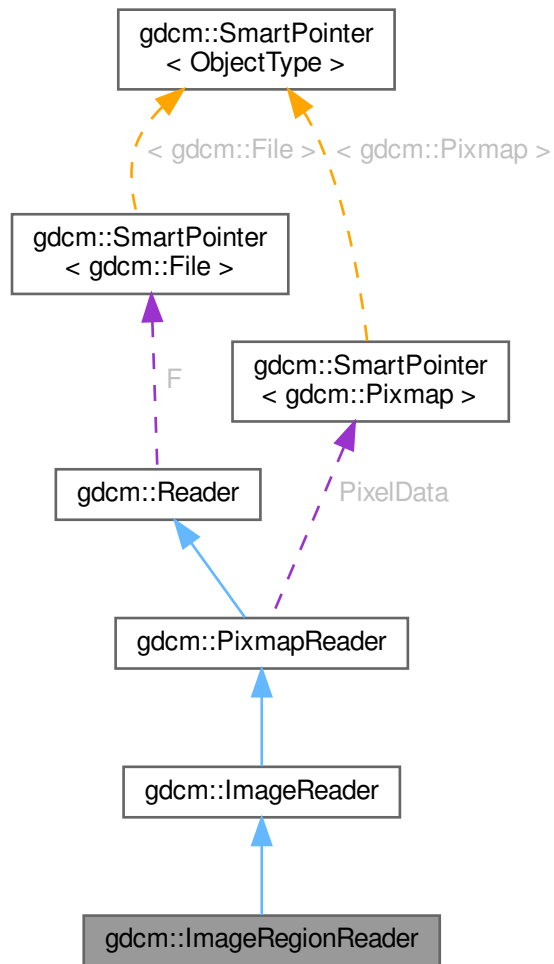 gdcm::SmartPointer
< ObjectType >
< gdcm::File >
< gdcm::Pixmap >
gdcm::SmartPointer
< gdcm::File >
gdcm::SmartPointer
< gdcm::Pixmap >
F
gdcm::Reader
PixelData
gdcm::PixmapReader
gdcm::ImageReader
gdcm::ImageRegionReader